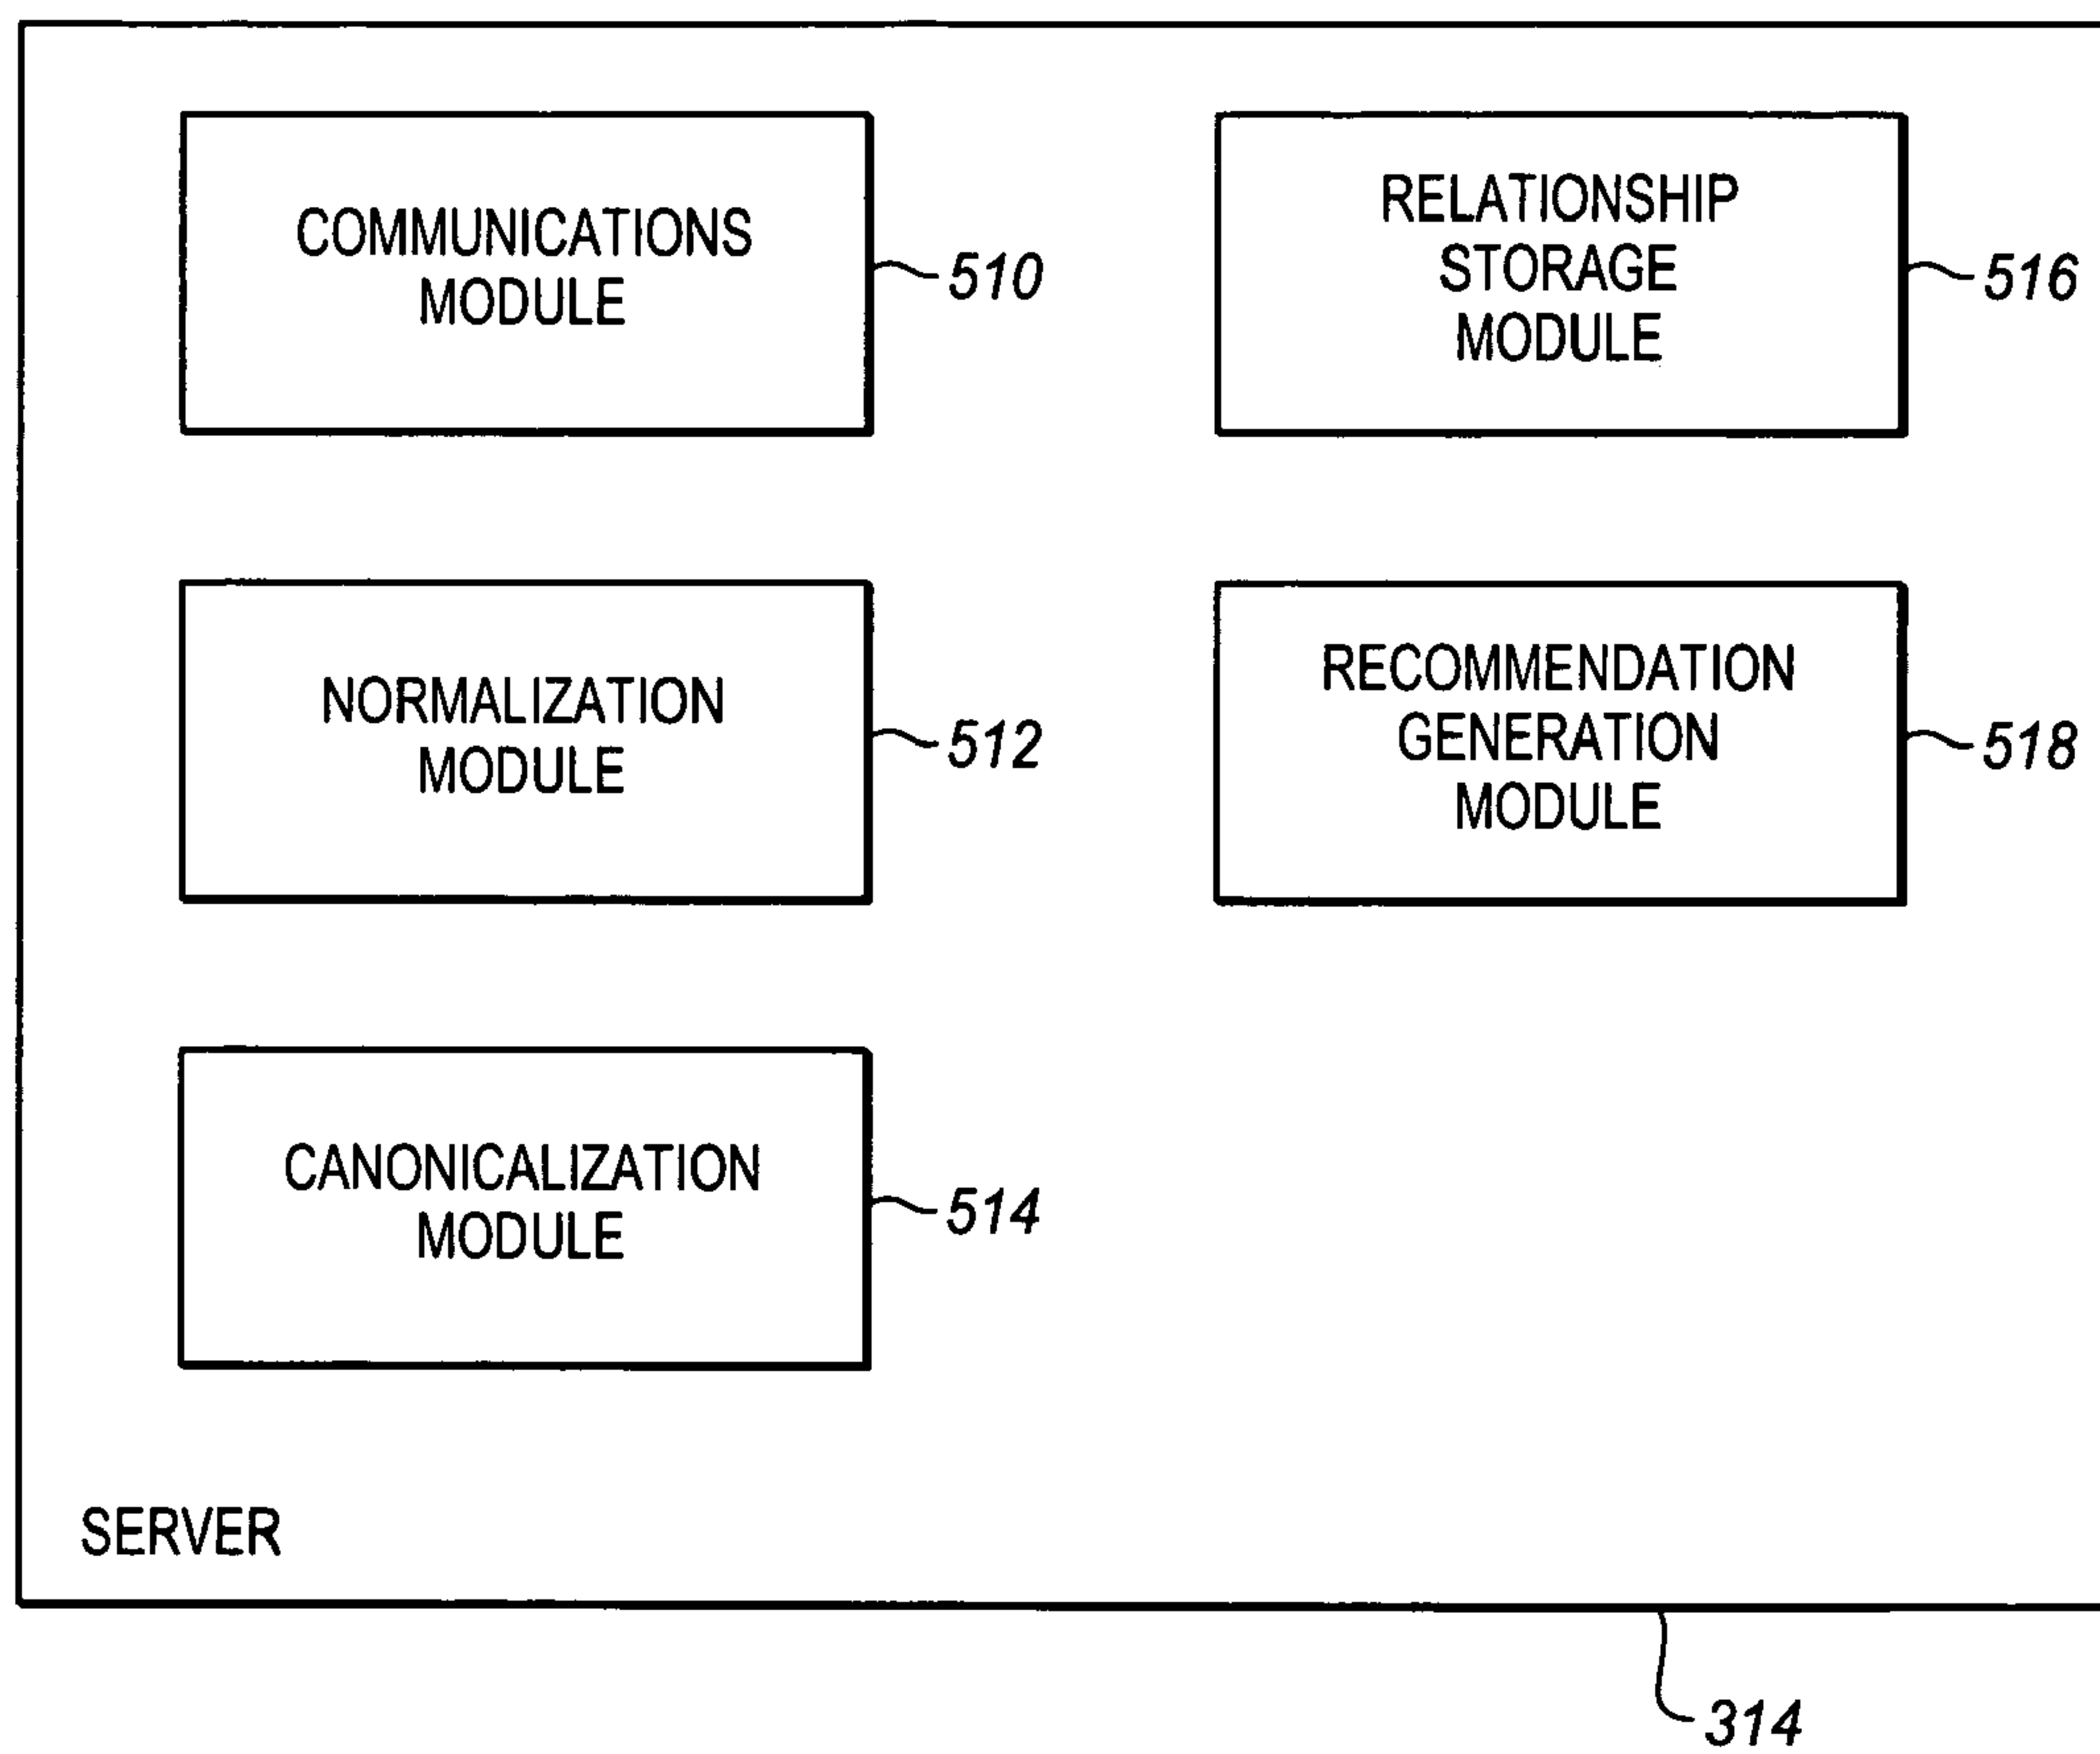 COMMUNICATIONS
MODULE
510
RELATIONSHIP
STORAGE
MODULE
516
NORMALIZATION
MODULE
512
RECOMMENDATION
GENERATION
MODULE
518
CANONICALIZATION
MODULE
514
SERVER
314